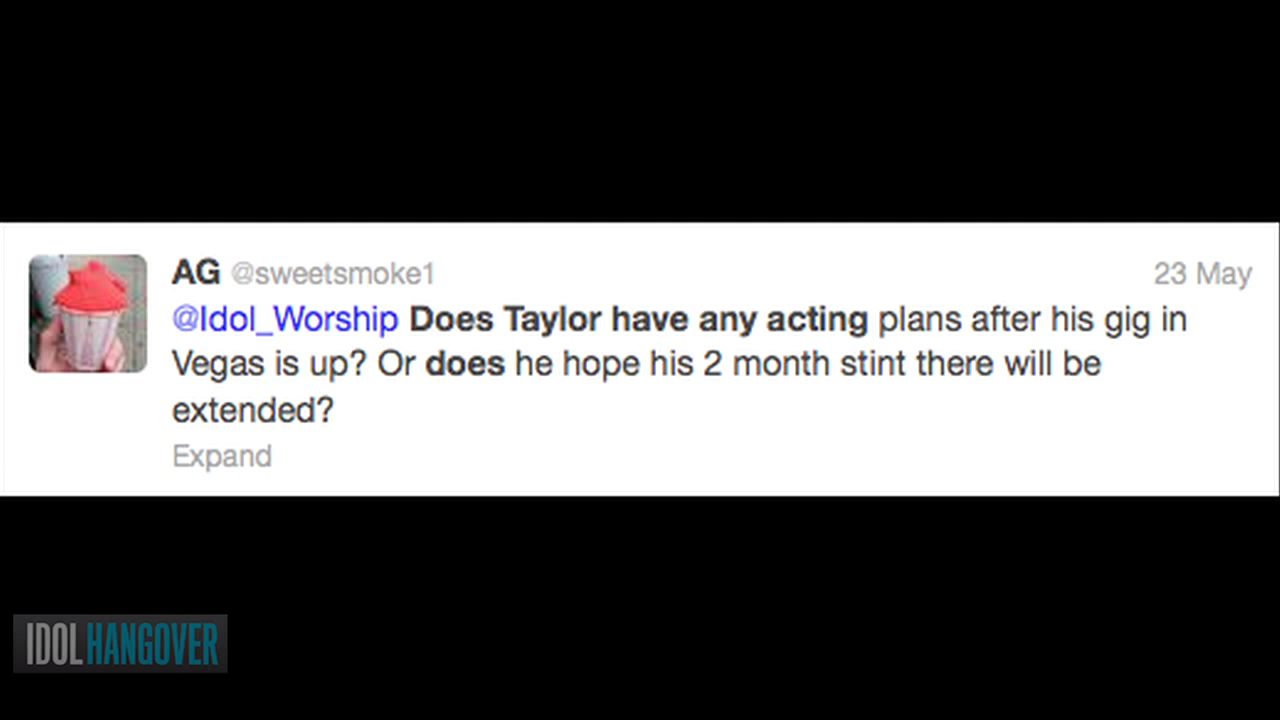 AG @sweetsmoke1 23 May
@Idol_Worship Does Taylor have any acting plans after his gig in
Vegas is up? Or does he hope his 2 month stint there will be
extended?
Expand
IDOLHANGOVER